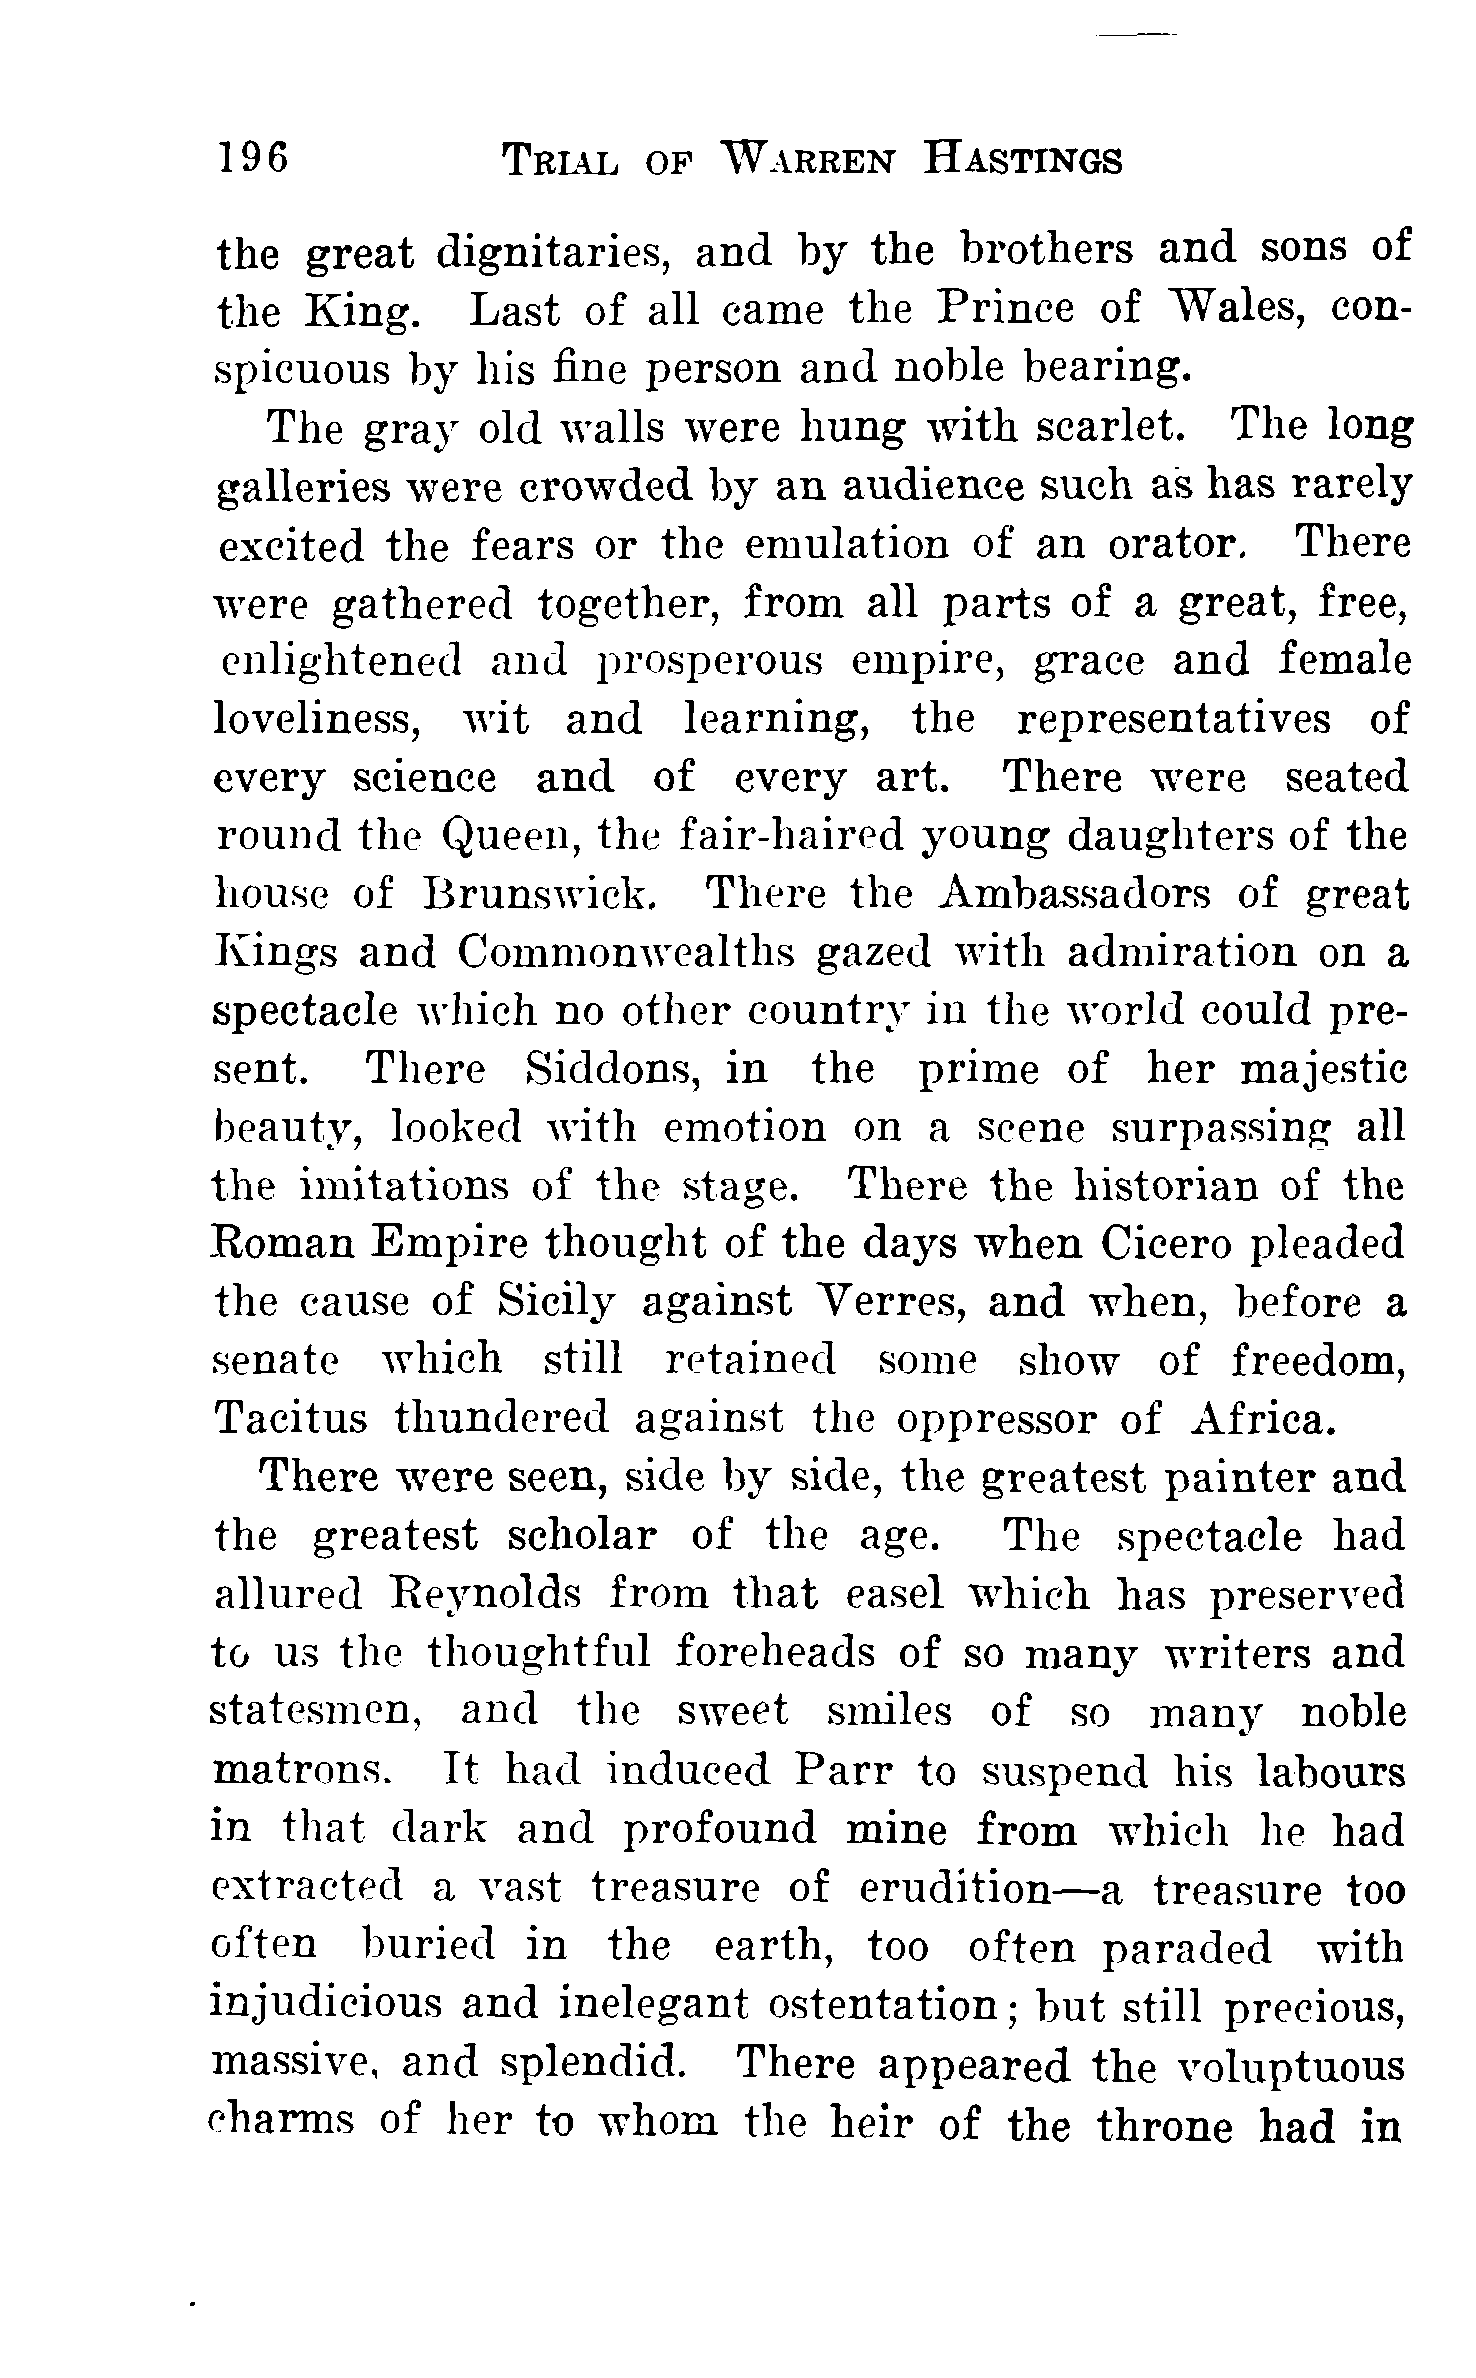 196 TRIAL OF WARREN HASTINGS
the great dignitaries, and by the brothers and sons of
the King. Last of all came the Prince of Wales, con-
spicuous by his fine person and noble bearing.
The gray old walls were hung with scarlet. The long
galleries were crowded by an audience such as has rarely
excited the fears or the emulation of an orator. There
were gathered together, from all parts of a great, free,
enlightened and prosperous empire, grace and female
loveliness, wit and learning, the representatives of
every science and of every art. There were seated
round the Queen, the fair-haired young daughters of the
house of Brunswick. There the Ambassadors of great
Kings and Commonwealths gazed with admiration on a
spectacle which no other country in the world could pre-
sent. There Siddons, in the prime of her majestic
beauty, looked with emotion on a scene surpassing all
the imitations of the stage. There the historian of the
Roman Empire thought of the days when Cicero pleaded
the cause of Sicily against Verres, and when, before a
senate which still retained some show of freedom,
Tacitus thundered against the oppressor of Africa.
There were seen, side by side, the greatest painter and
the greatest scholar of the age. The spectacle had
allured Reynolds from that easel which has preserved
to us the thoughtful foreheads of so many writers and
statesmen, and the sweet smiles of so many noble
matrons. It had induced Parr to suspend his labours
in that dark and profound mine from which he had
extracted a vast treasure of erudition—a treasure too
often buried in the earth, too often paraded with
injudicious and inelegant ostentation; but still precious,
massive, and splendid. There appeared the voluptuous
charms of her to whom the heir of the throne had in